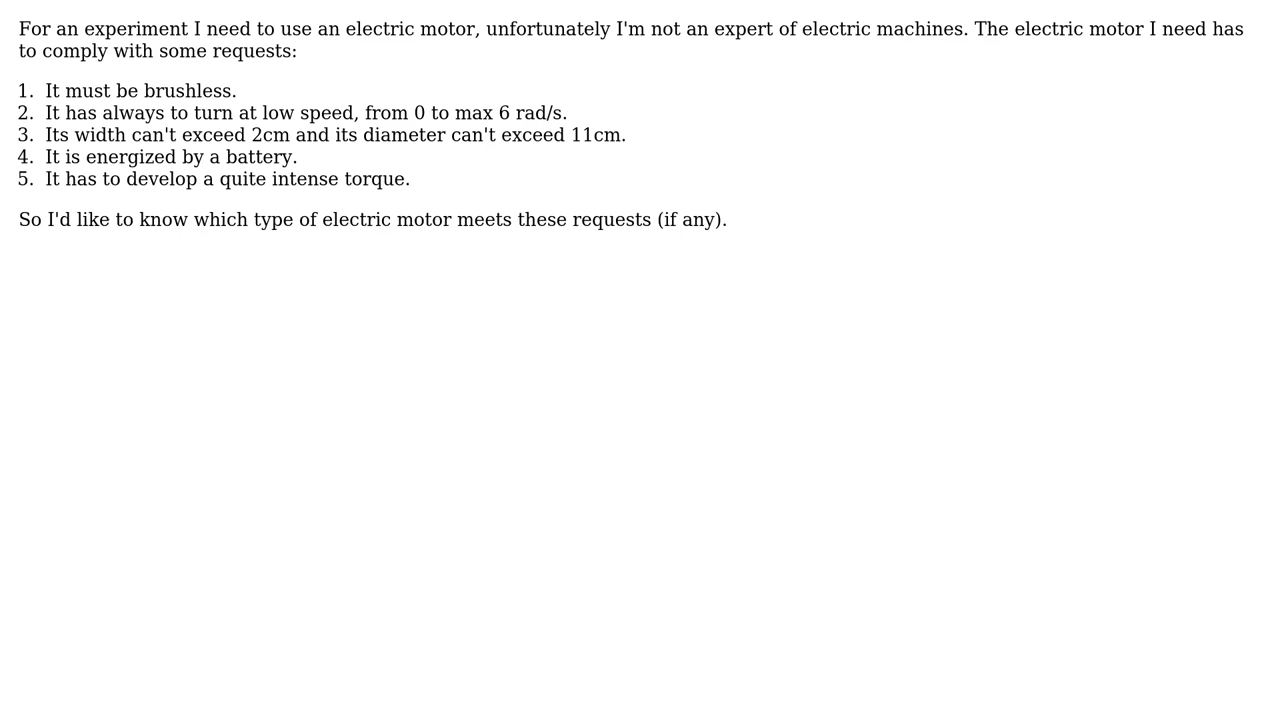 For an experiment I need to use an electric motor, unfortunately I'm not an expert of electric machines. The electric motor I need has
to comply with some requests:
1. It must be brushless.
2. It has always to turn at low speed, from 0 to max 6 rad/s.
3. Its width can't exceed 2cm and its diameter can't exceed 11cm.
4. It is energized by a battery.
5. It has to develop a quite intense torque.
So I'd like to know which type of electric motor meets these requests (if any).